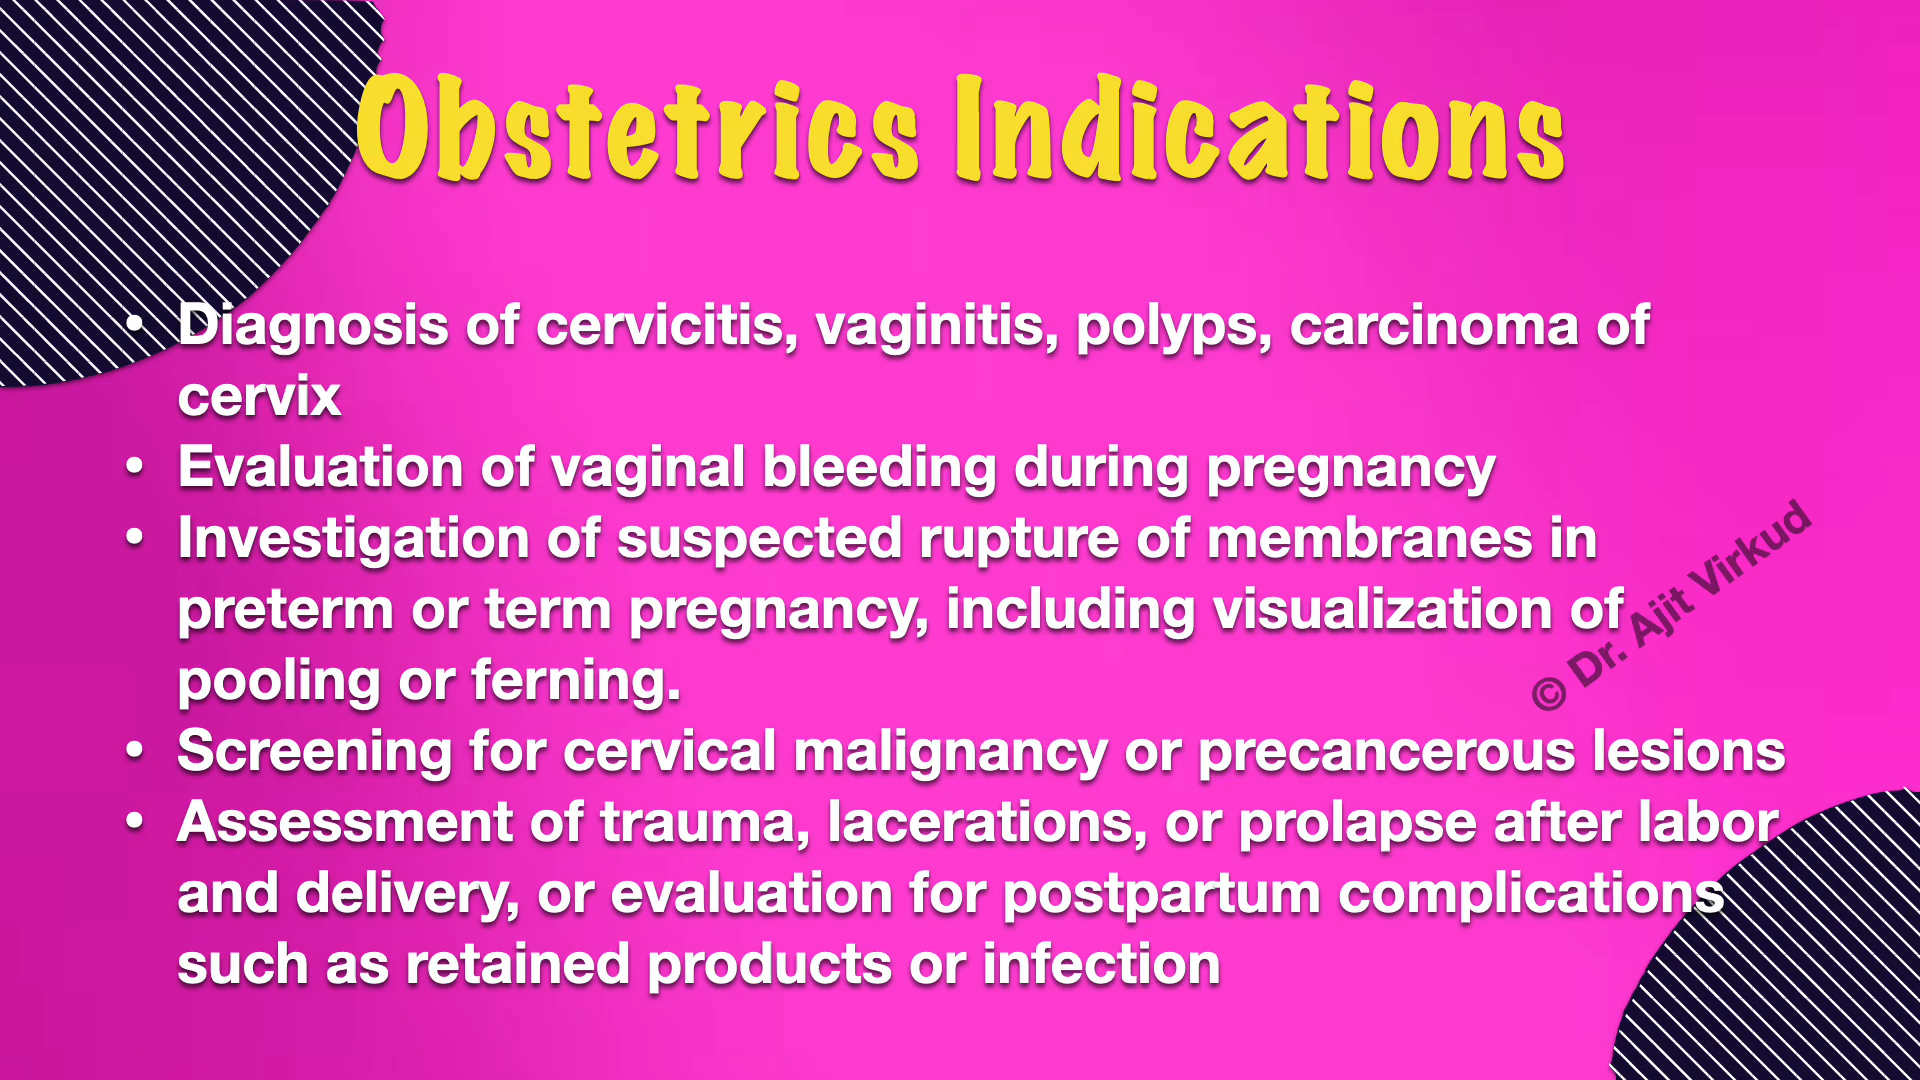 Obstetrics Indications
• Diagnosis of cervicitis, vaginitis, polyps, carcinoma of
cervix
• Evaluation of vaginal bleeding during pregnancy
• Investigation of suspected rupture of membranes in
preterm or term pregnancy, including visualization of
pooling or ferning.
© Dr. Ajit Virkud
• Screening for cervical malignancy or precancerous lesions
• Assessment of trauma, lacerations, or prolapse after labor
and delivery, or evaluation for postpartum complications
such as retained products or infection